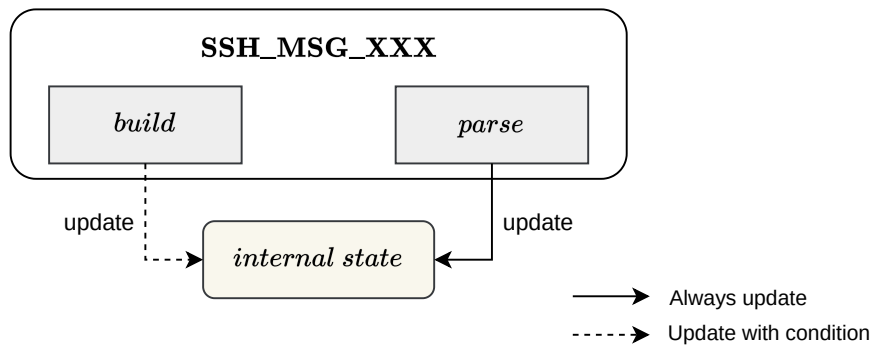 SSH_MSG_XXX
build
parse
update
update
internal state
Always update
Update with condition